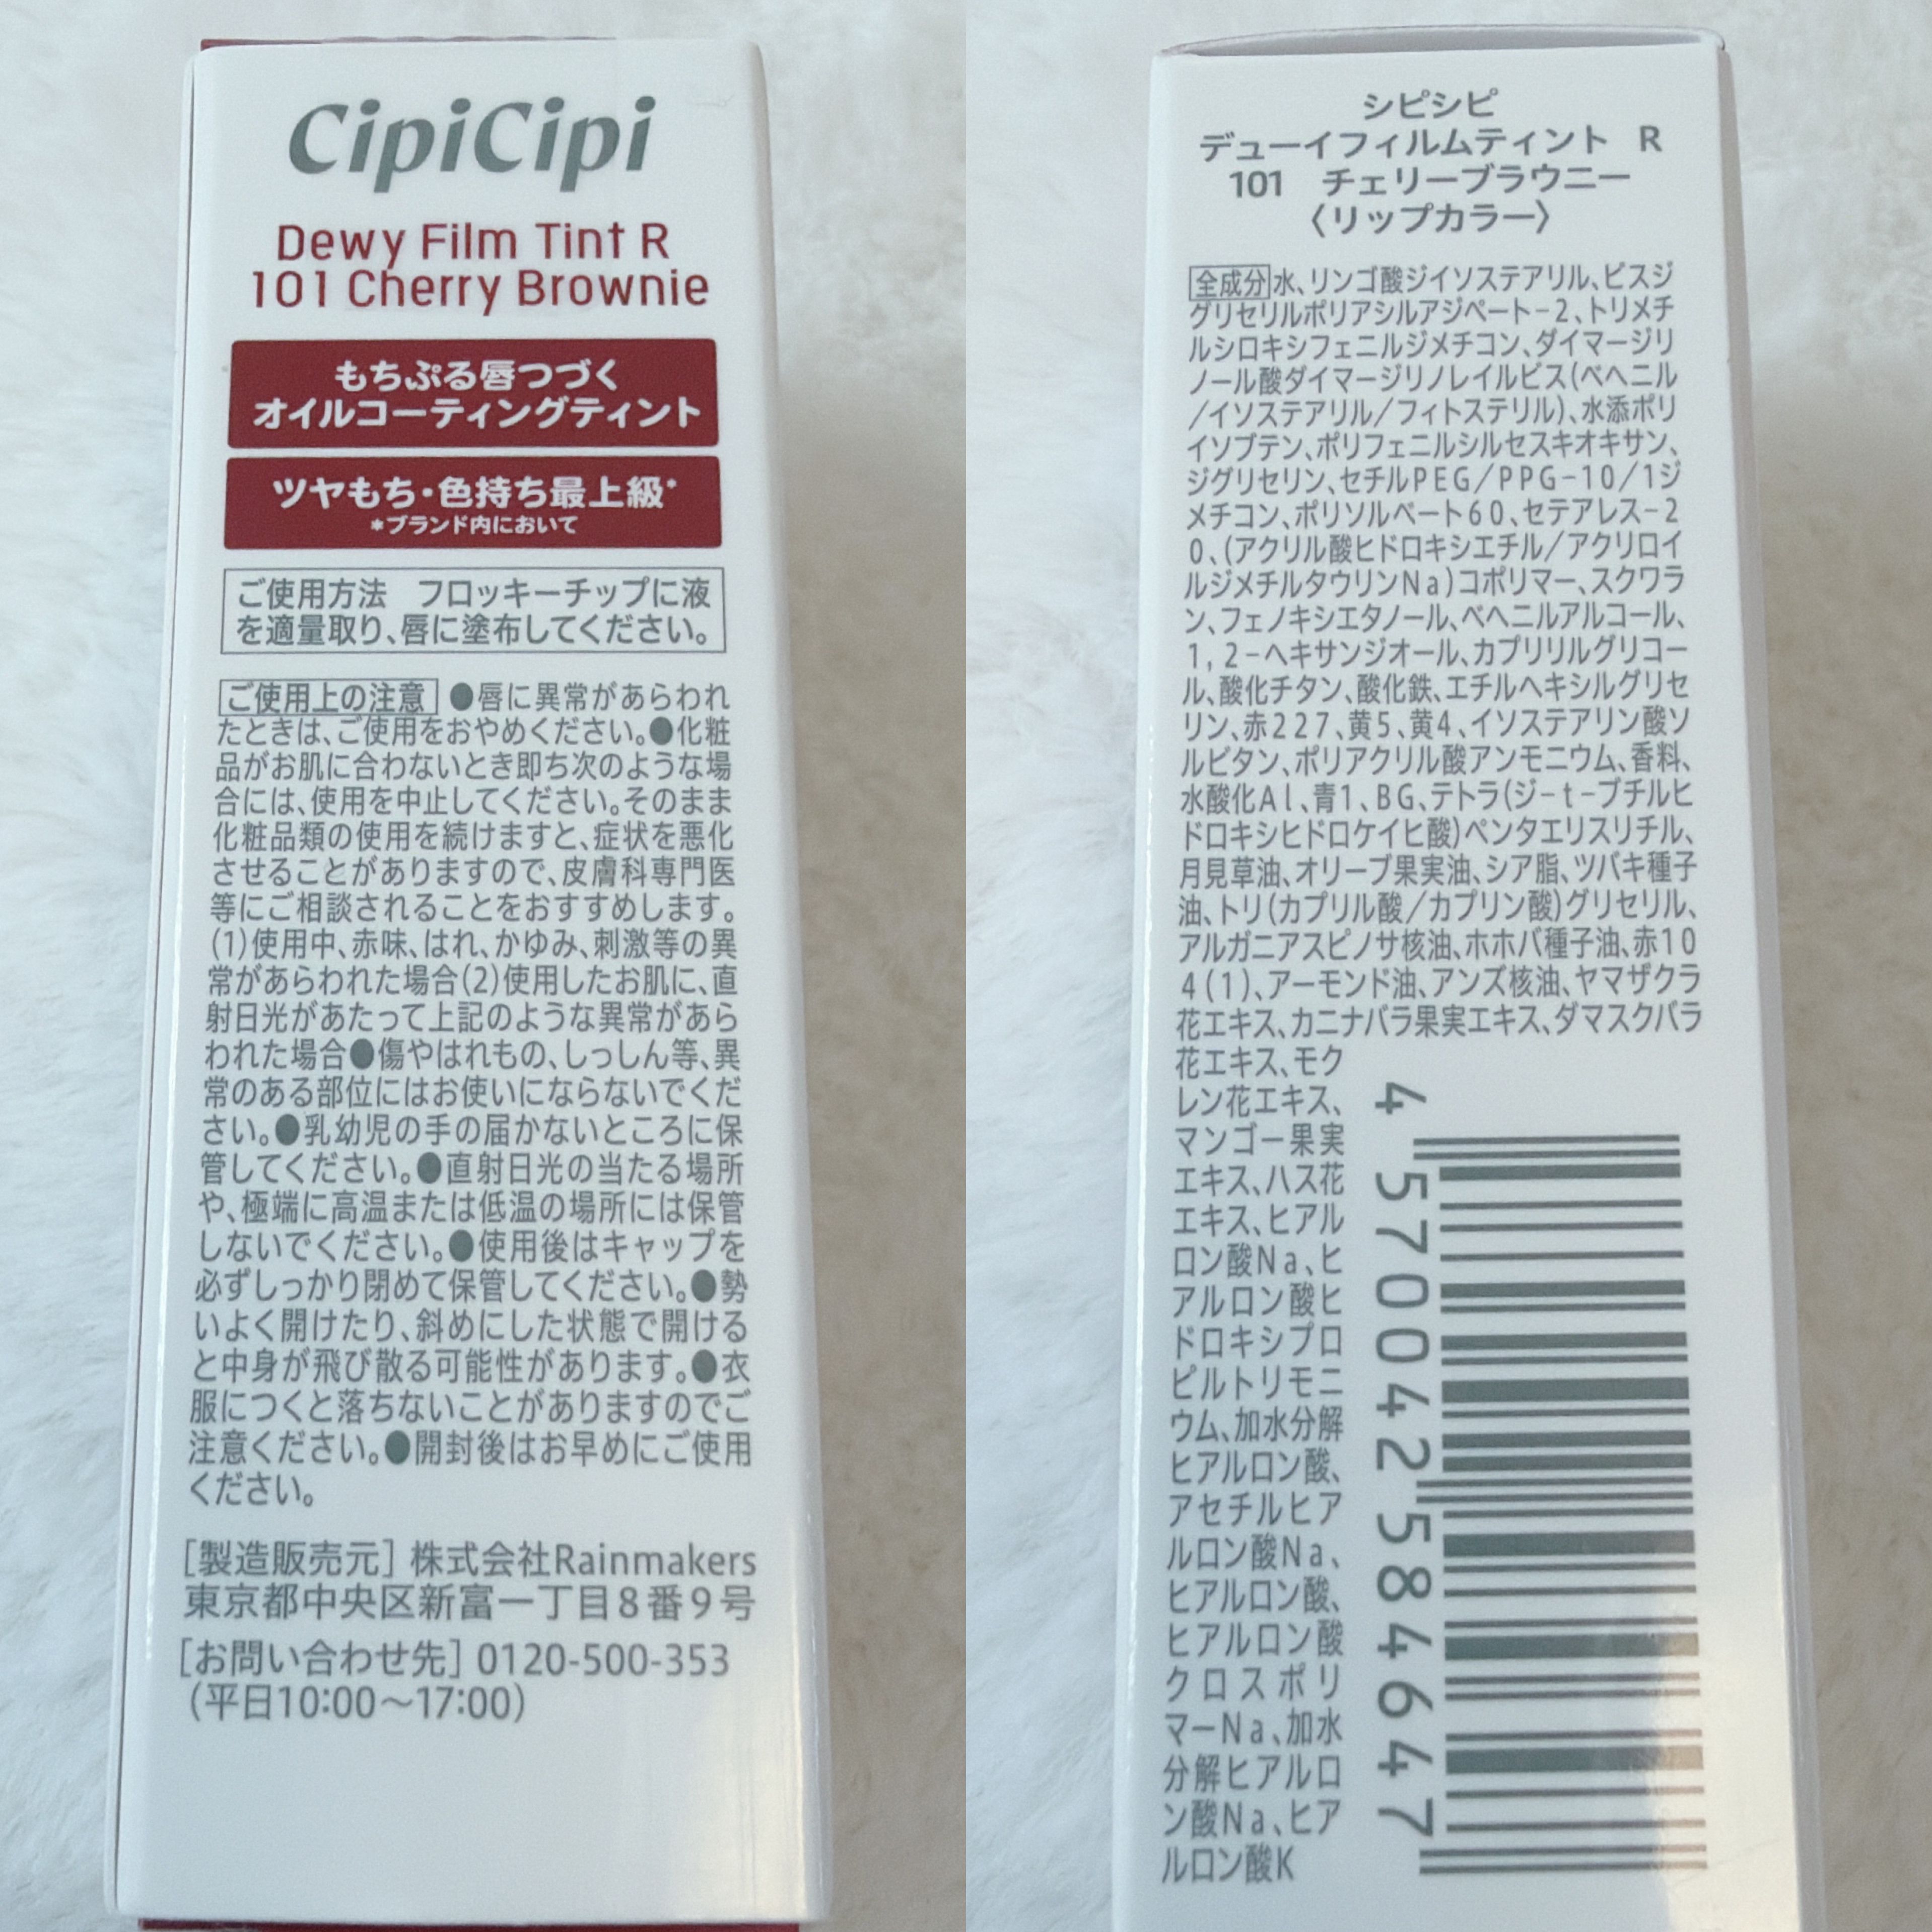 CipiCipi
Dewy Film Tint R
101 Cherry Brownie
もちぷる唇つづく
オイルコーティングティント
ツヤもち・色持ち最上級*
*ブランド内において
ご使用方法　フロッキーチップに液
を適量取り、唇に塗布してください。
ご使用上の注意 ●唇に異常があらわれ
たときは、ご使用をおやめください。●化粧
品がお肌に合わないとき即ち次のような場
合には、使用を中止してください。そのまま
化粧品類の使用を続けますと、症状を悪化
させることがありますので、皮膚科専門医
等にご相談されることをおすすめします。
(1)使用中、赤味、はれ、かゆみ、刺激等の異
常があらわれた場合(2)使用したお肌に、直
射日光があたって上記のような異常があら
われた場合●傷やはれもの、しっしん等、異
常のある部位にはお使いにならないでくだ
さい。●乳幼児の手の届かないところに保
管してください。●直射日光の当たる場所
や、極端に高温または低温の場所には保管
しないでください。●使用後はキャップを
必ずしっかり閉めて保管してください。●勢
いよく開けたり、斜めにした状態で開ける
と中身が飛び散る可能性があります。●衣
服につくと落ちないことがありますのでご
注意ください。●開封後はお早めにご使用
ください。
[製造販売元] 株式会社Rainmakers
東京都中央区新富一丁目8番9号
[お問い合わせ先] 0120-500-353
(平日10:00～17:00)
シピシピ
デューイフィルムティント　R
101　チェリーブラウニー
〈リップカラー〉
全成分 水、リンゴ酸ジイソステアリル、ビスジ
グリセリルポリアシルアジペート-2、トリメチ
ルシロキシフェニルジメチコン、ダイマージリ
ノール酸ダイマージリノレイルビス(ベヘニル
/イソステアリル/フィトステリル)、水添ポリ
イソブテン、ポリフェニルシルセスキオキサン、
ジグリセリン、セチルPEG/PPG-10/1ジ
メチコン、ポリソルベート60、セテアレス-2
0、(アクリル酸ヒドロキシエチル/アクリロイ
ルジメチルタウリンNa)コポリマー、スクワラ
ン、フェノキシエタノール、ベヘニルアルコール、
1,2-ヘキサンジオール、カプリリルグリコー
ル、酸化チタン、酸化鉄、エチルヘキシルグリセ
リン、赤227、黄5、黄4、イソステアリン酸ソ
ルビタン、ポリアクリル酸アンモニウム、香料、
水酸化Al、青1、BG、テトラ(ジ-t-ブチルヒ
ドロキシヒドロケイヒ酸)ペンタエリスリチル、
月見草油、オリーブ果実油、シア脂、ツバキ種子
油、トリ(カプリル酸/カプリン酸)グリセリル、
アルガニアスピノサ核油、ホホバ種子油、赤10
4(1)、アーモンド油、アンズ核油、ヤマザクラ
花エキス、カニナバラ果実エキス、ダマスクバラ
花エキス、モク
レン花エキス、
マンゴー果実
エキス、ハス花
エキス、ヒアル
ロン酸Na、ヒ
アルロン酸ヒ
ドロキシプロ
ピルトリモニ
ウム、加水分解
ヒアルロン酸、
アセチルヒア
ルロン酸Na、
ヒアルロン酸、
ヒアルロン酸
クロスポリ
マーNa、加水
分解ヒアルロ
ン酸Na、ヒア
ルロン酸K
4 570042 584647